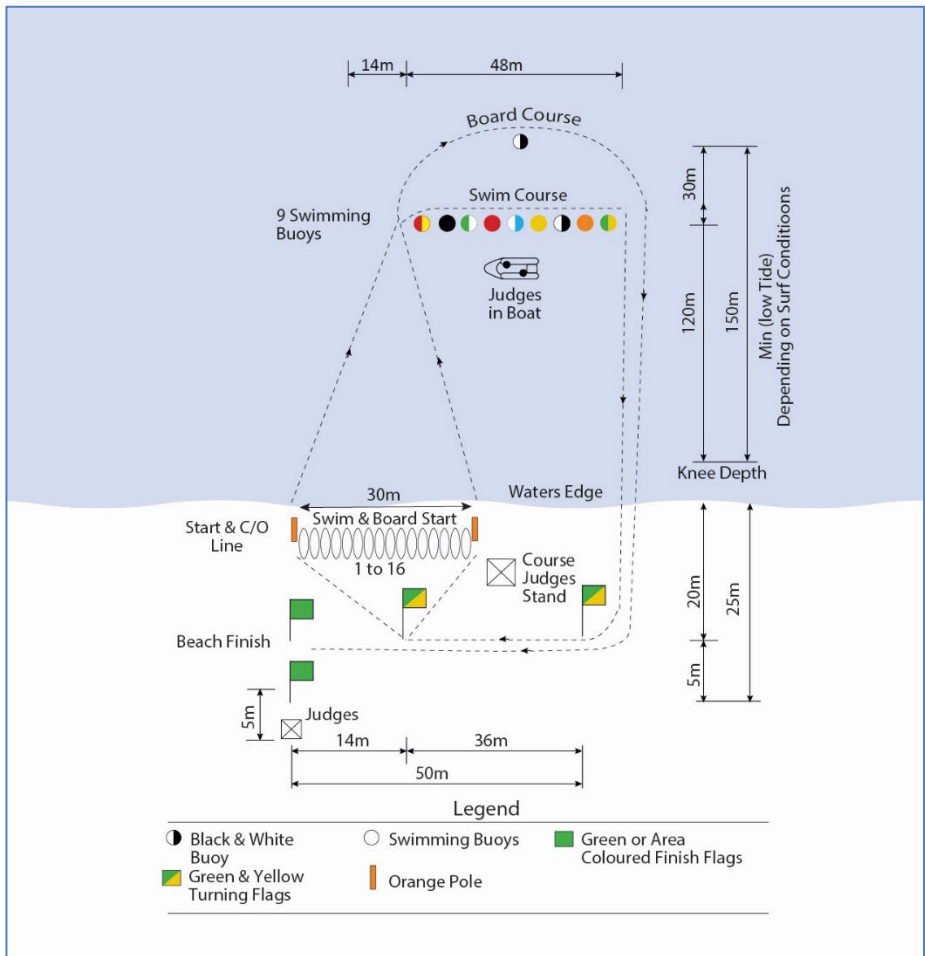 14m
48m
Board Course
Swim Course
9 Swimming
Buoys
Judges
in Boat
30m
120m
150m
Min (low Tide)
Depending on Surf Conditioons
Knee Depth
Waters Edge
30m
Swim & Board Start
Start & C/O
Line
1 to 16
Course
Judges
Stand
20m
25m
Beach Finish
5m
5m
Judges
14m
36m
50m
Legend
Black & White
Buoy
Swimming Buoys
Green or Area
Coloured Finish Flags
Green & Yellow
Turning Flags
Orange Pole